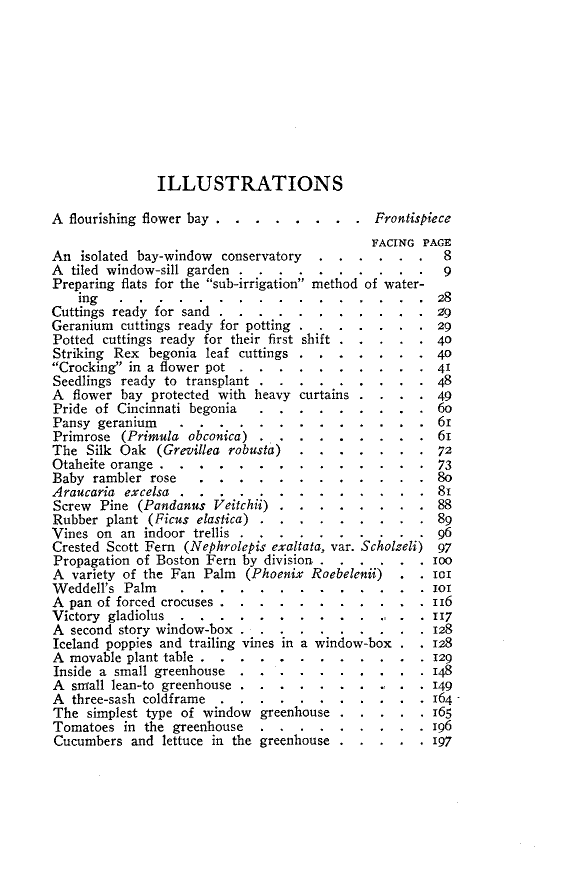 ILLUSTRATIONS
A flourishing flower bay . . . . . . . . Frontispiece
FACING PAGE
An isolated bay-window conservatory . . . . . . 8
A tiled window-sill garden . . . . . . . . . . 9
Preparing flats for the "sub-irrigation" method of water-
ing . . . . . . . . . . . . . . . . 28
Cuttings ready for sand . . . . . . . . . . . 29
Geranium cuttings ready for potting . . . . . . . 29
Potted cuttings ready for their first shift . . . . . 40
Striking Rex begonia leaf cuttings . . . . . . . 40
"Crocking" in a flower pot . . . . . . . . . . 41
Seedlings ready to transplant . . . . . . . . . 48
A flower bay protected with heavy curtains . . . . 49
Pride of Cincinnati begonia . . . . . . . . . 60
Pansy geranium . . . . . . . . . . . . . 61
Primrose (Primula obconica) . . . . . . . . . 61
The Silk Oak (Grevillea robusta) . . . . . . . 72
Otaheite orange . . . . . . . . . . . . . . 73
Baby rambler rose . . . . . . . . . . . . 80
Araucaria excelsa . . . . . . . . . . . . . 81
Screw Pine (Pandanus Veitchii) . . . . . . . . 88
Rubber plant (Ficus elastica) . . . . . . . . . 89
Vines on an indoor trellis . . . . . . . . . . 96
Crested Scott Fern (Nephrolepis exaltata, var. Scholzeli) 97
Propagation of Boston Fern by division . . . . . . 100
A variety of the Fan Palm (Phoenix Roebelenii) . . 101
Weddell's Palm . . . . . . . . . . . . . 101
A pan of forced crocuses . . . . . . . . . . . 116
Victory gladiolus . . . . . . . . . . . . 117
A second story window-box . . . . . . . . . . 128
Iceland poppies and trailing vines in a window-box . . 128
A movable plant table . . . . . . . . . . . . 129
Inside a small greenhouse . . . . . . . . . . 148
A small lean-to greenhouse . . . . . . . . . . 149
A three-sash coldframe . . . . . . . . . . . 164
The simplest type of window greenhouse . . . . . 165
Tomatoes in the greenhouse . . . . . . . . . 196
Cucumbers and lettuce in the greenhouse . . . . . 197